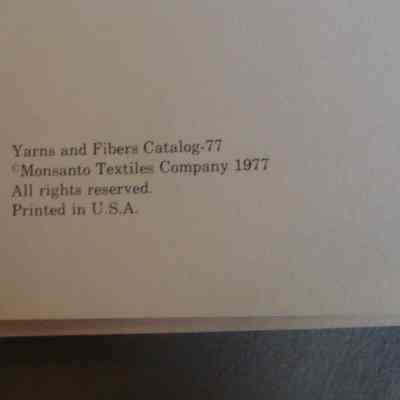 Yarns and Fibers Catalog-77
©Monsanto Textiles Company 1977
All rights reserved.
Printed in U.S.A.